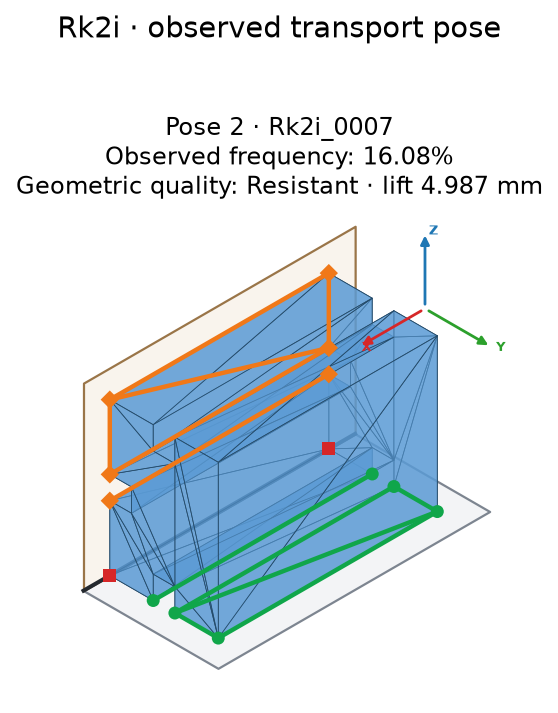 Rk2i · observed transport pose
Pose 2 · Rk2i_0007
Observed frequency: 16.08%
Geometric quality: Resistant · lift 4.987 mm
Z
X
Y